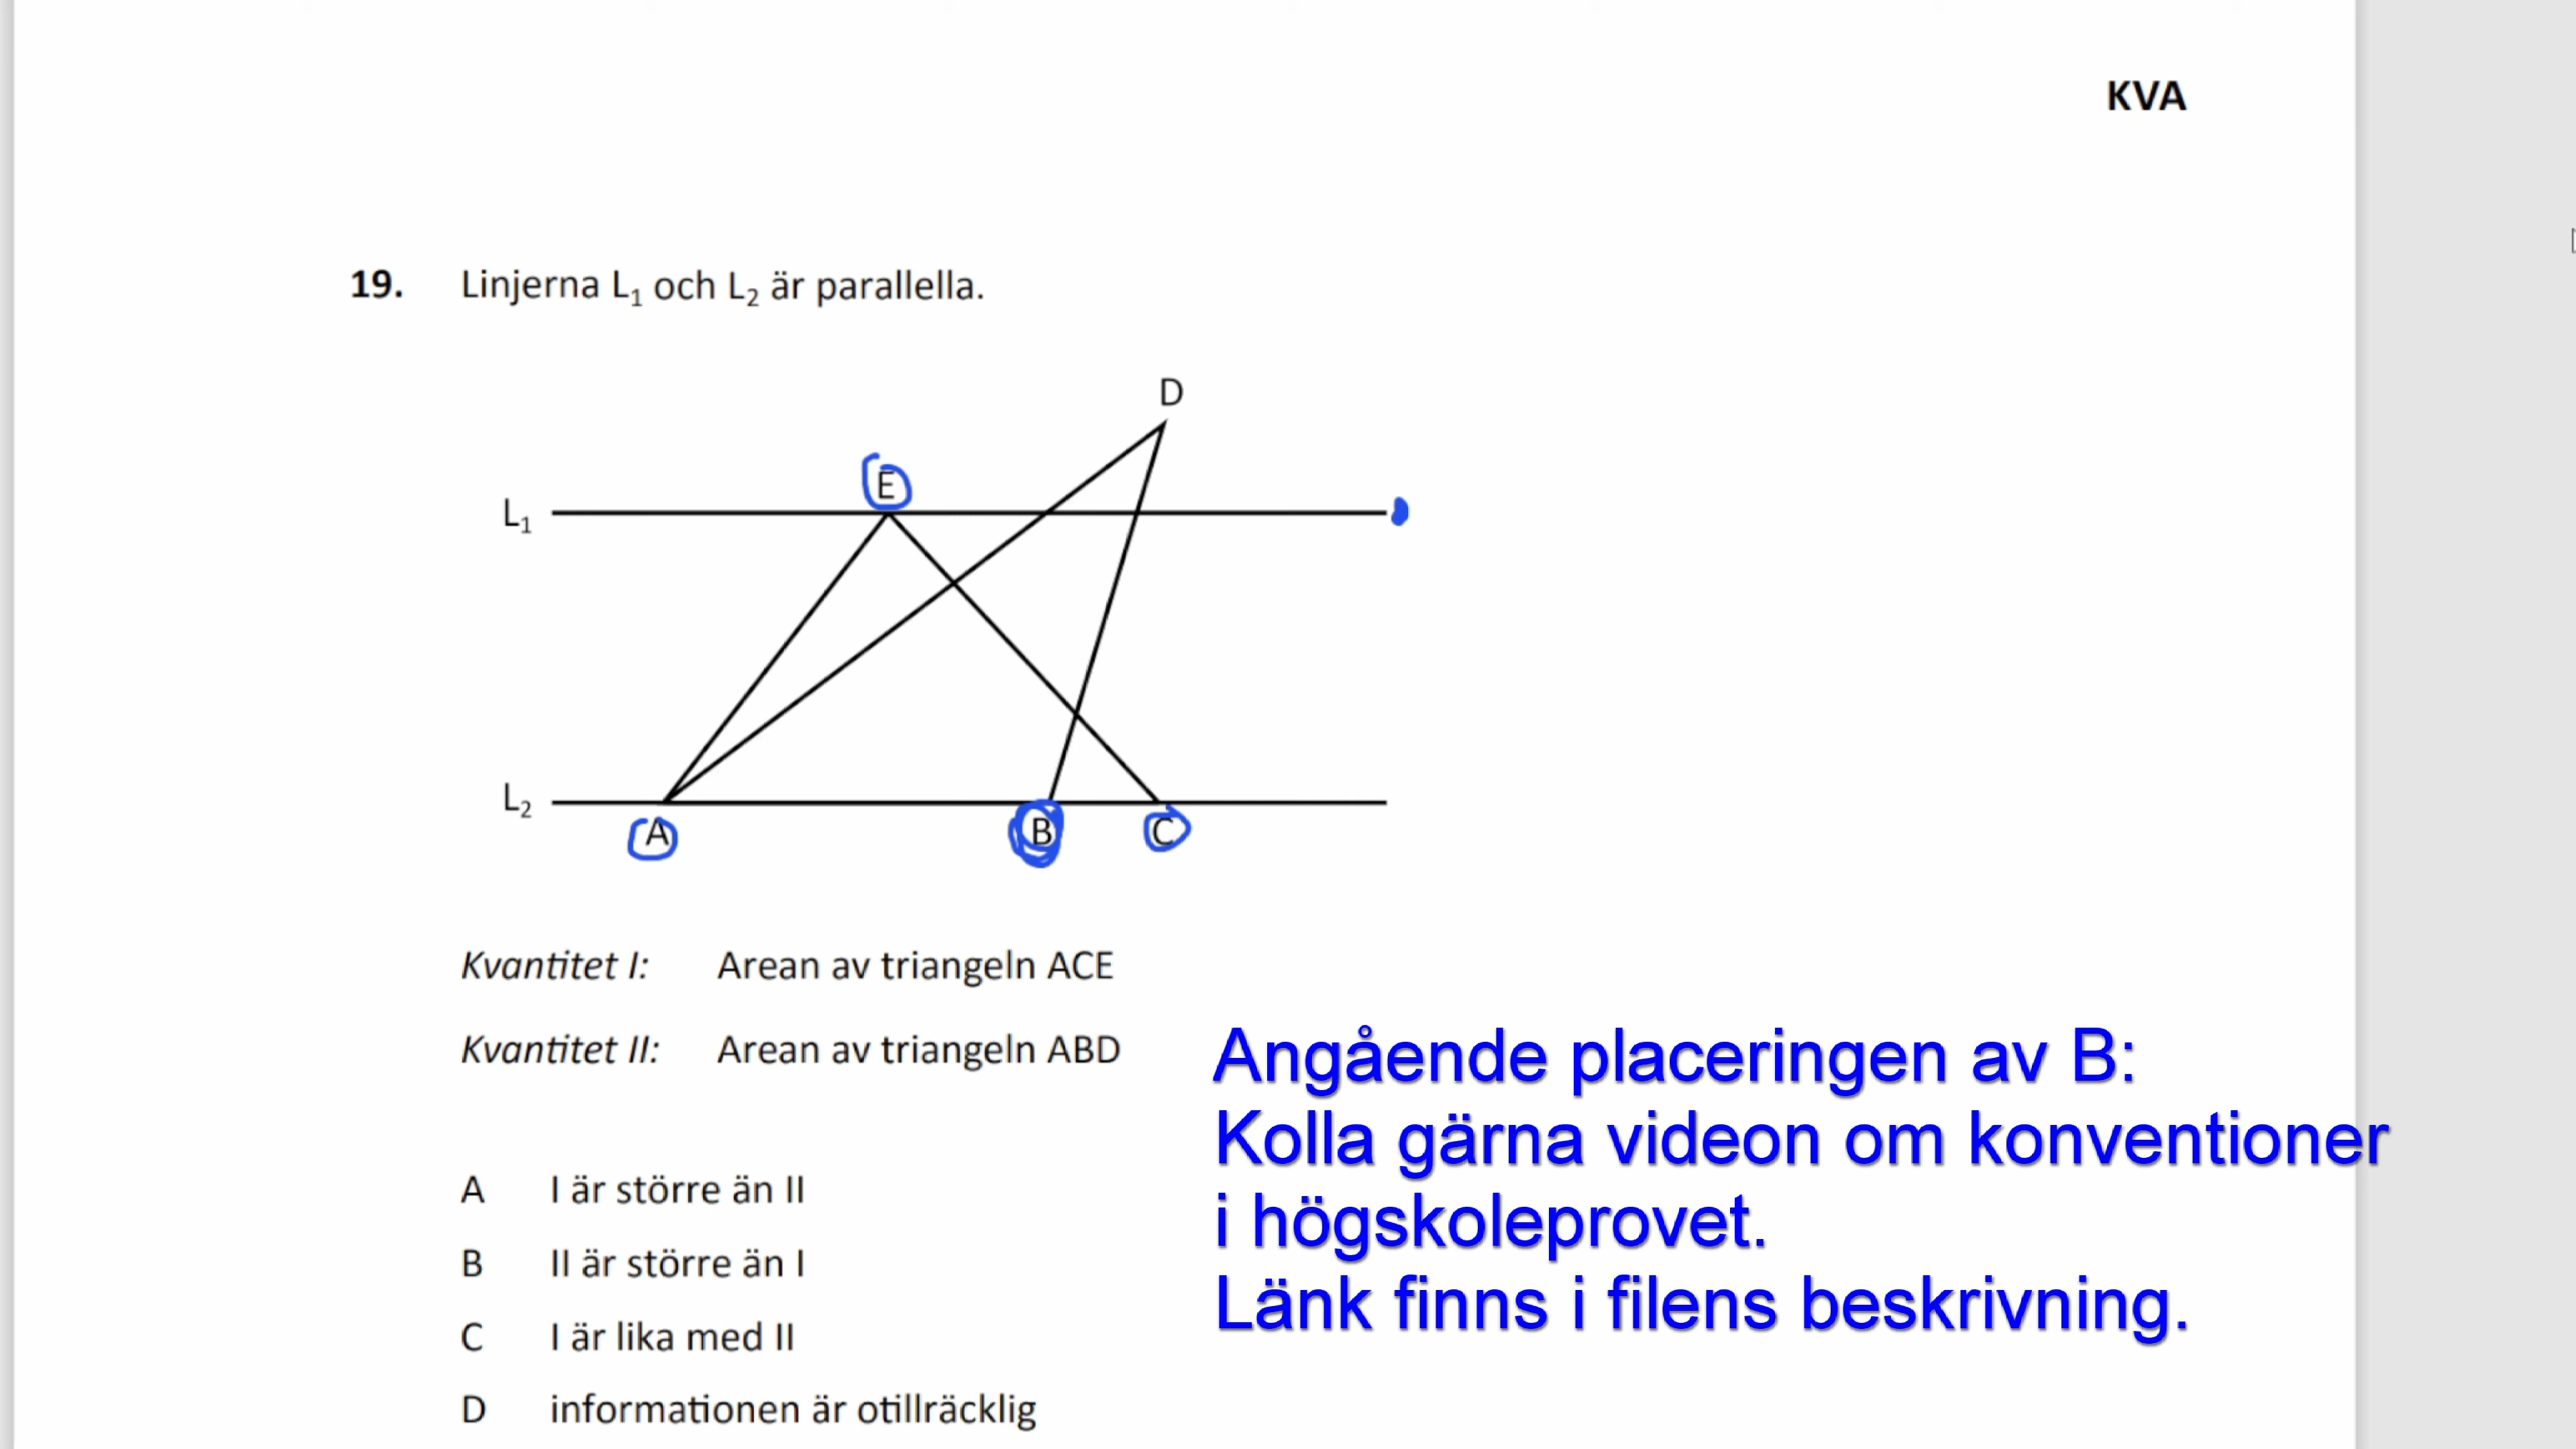 KVA
19. Linjerna L₁ och L₂ är parallella.
D
E
L₁
L₂
A B C
Kvantitet I: Arean av triangeln ACE
Kvantitet II: Arean av triangeln ABD
A I är större än II
B II är större än I
C I är lika med II
D informationen är otillräcklig
Angående placeringen av B:
Kolla gärna videon om konventioner
i högskoleprovet.
Länk finns i filens beskrivning.